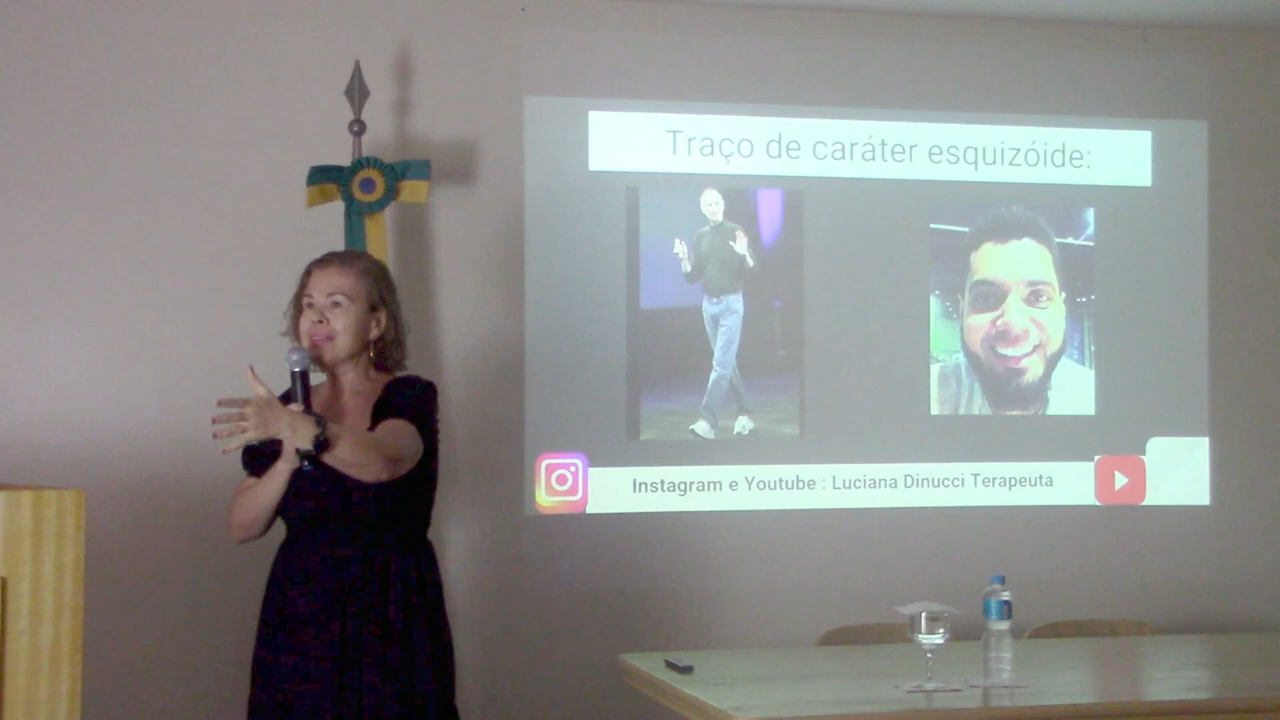 Traço de caráter esquizóide:
Instagram e Youtube : Luciana Dinucci Terapeuta